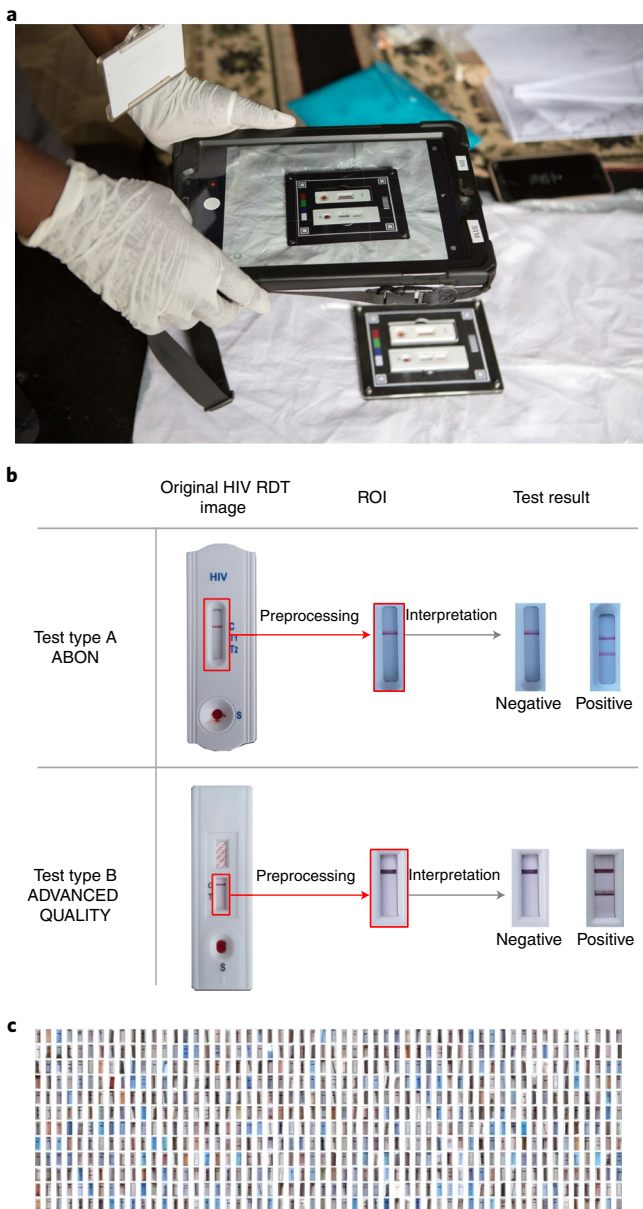 a
b
Original HIV RDT
image
ROI
Test result
Test type A
ABON
HIV
C
T1
T2
S
Preprocessing
Interpretation
Negative
Positive
Test type B
ADVANCED
QUALITY
C
T
S
Preprocessing
Interpretation
Negative
Positive
c